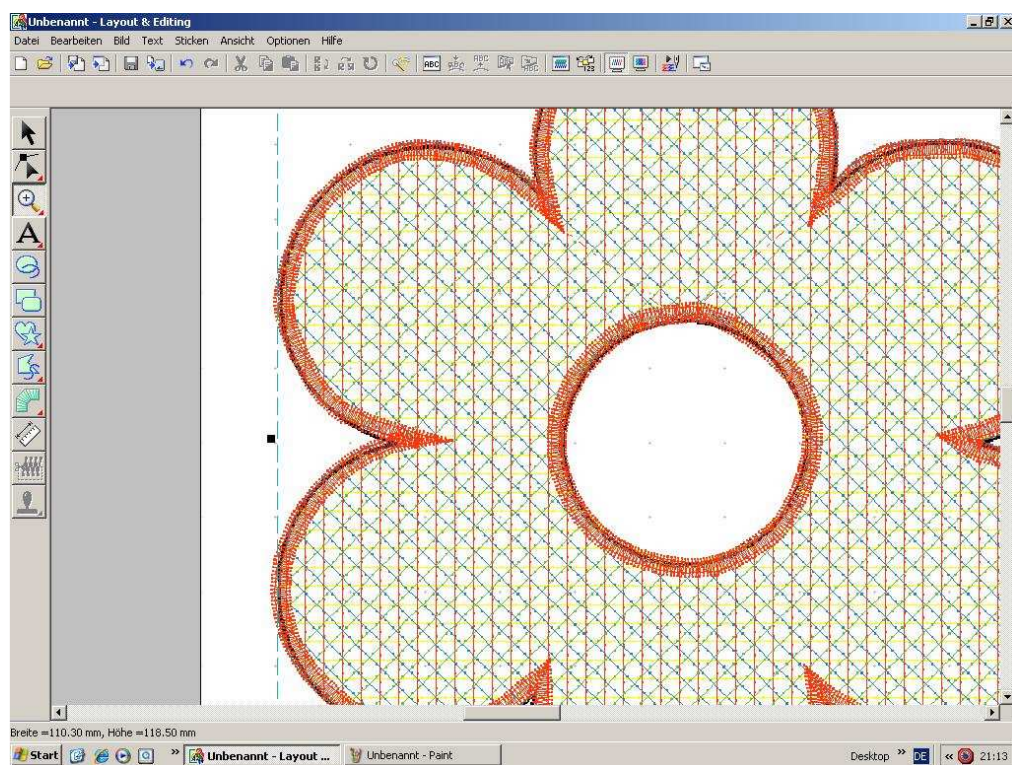 Unbenannt - Layout & Editing
Datei Bearbeiten Bild Text Sticken Ansicht Optionen Hilfe
ABC
A
Breite =110.30 mm, Höhe =118.50 mm
Start » Unbenannt - Layout ... Unbenannt - Paint Desktop » DE « 21:13